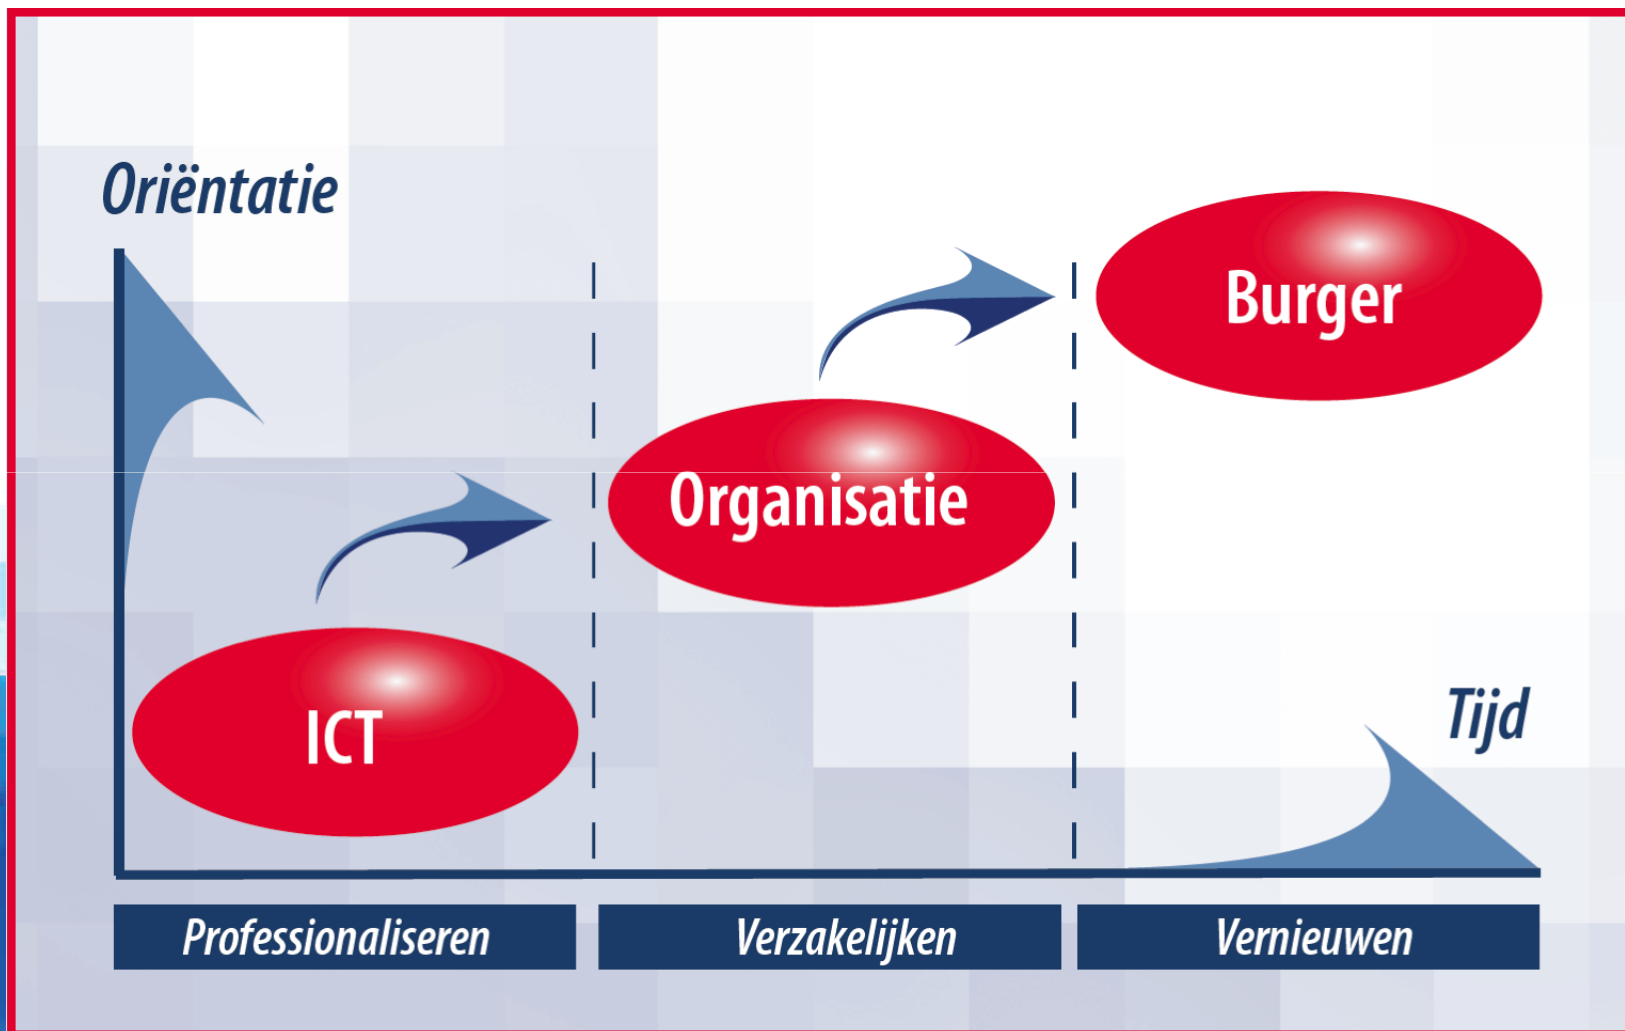 Oriëntatie
Burger
Organisatie
ICT
Tijd
Professionaliseren
Verzakelijken
Vernieuwen